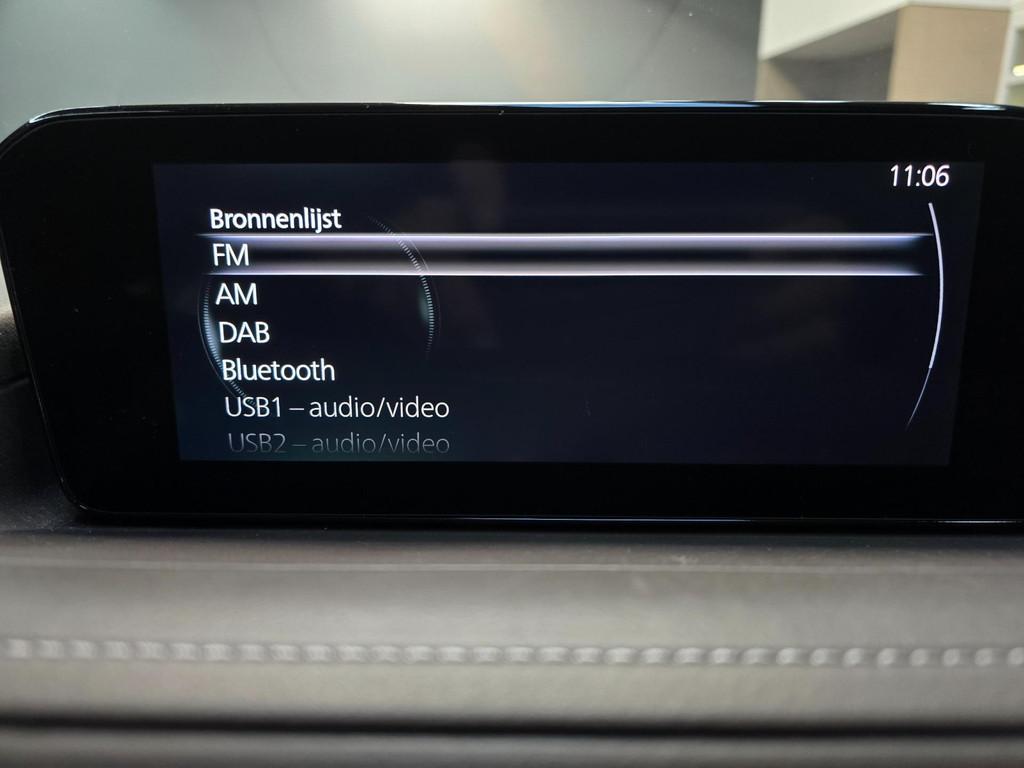 11:06
Bronnenlijst
FM
AM
DAB
Bluetooth
USB1 – audio/video
USB2 – audio/video